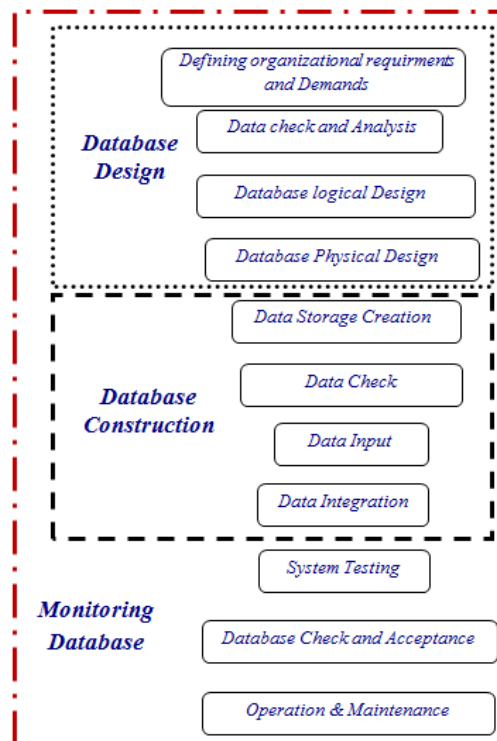 Defining organizational requirments
and Demands
Data check and Analysis
Database
Design
Database logical Design
Database Physical Design
Data Storage Creation
Data Check
Database
Construction
Data Input
Data Integration
System Testing
Monitoring
Database
Database Check and Acceptance
Operation & Maintenance